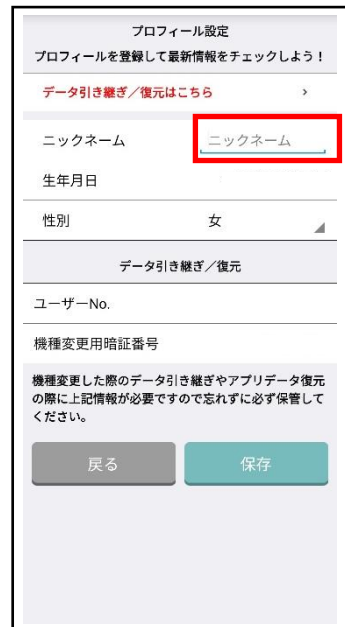 プロフィール設定
プロフィールを登録して最新情報をチェックしよう！
データ引き継ぎ／復元はこちら >
ニックネーム ニックネーム
生年月日
性別 女
データ引き継ぎ／復元
ユーザーNo.
機種変更用暗証番号
機種変更した際のデータ引き継ぎやアプリデータ復元
の際に上記情報が必要ですので忘れずに必ず保管して
ください。
戻る 保存